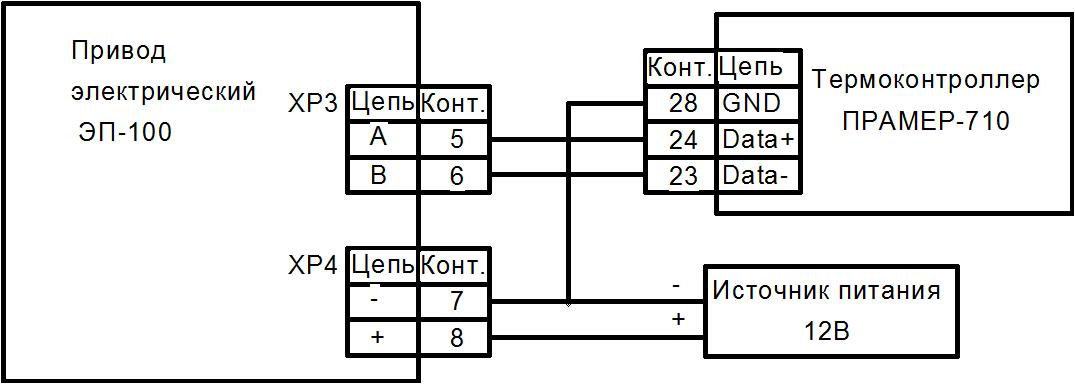 Привод
электрический
ЭП-100
XP3
Цепь Конт.
A 5
B 6
XP4
Цепь Конт.
- 7
+ 8
Конт. Цепь
28 GND
24 Data+
23 Data-
Термоконтроллер
ПРАМЕР-710
-
+
Источник питания
12В